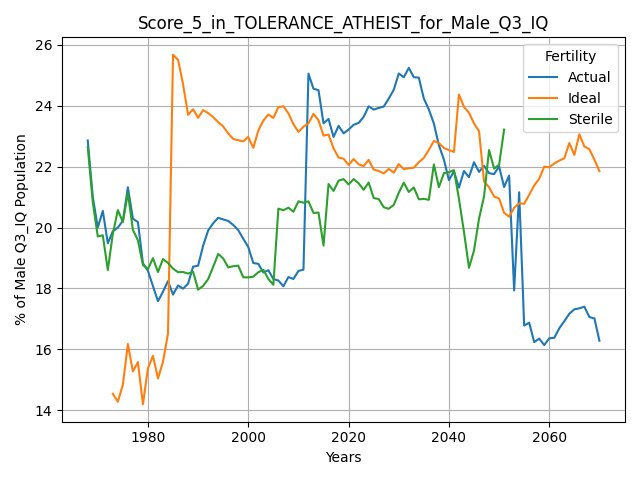 Score_5_in_TOLERANCE_ATHEIST_for_Male_Q3_IQ
Fertility
Actual
Ideal
Sterile
% of Male Q3_IQ Population
26
24
22
20
18
16
14
1980
2000
2020
2040
2060
Years